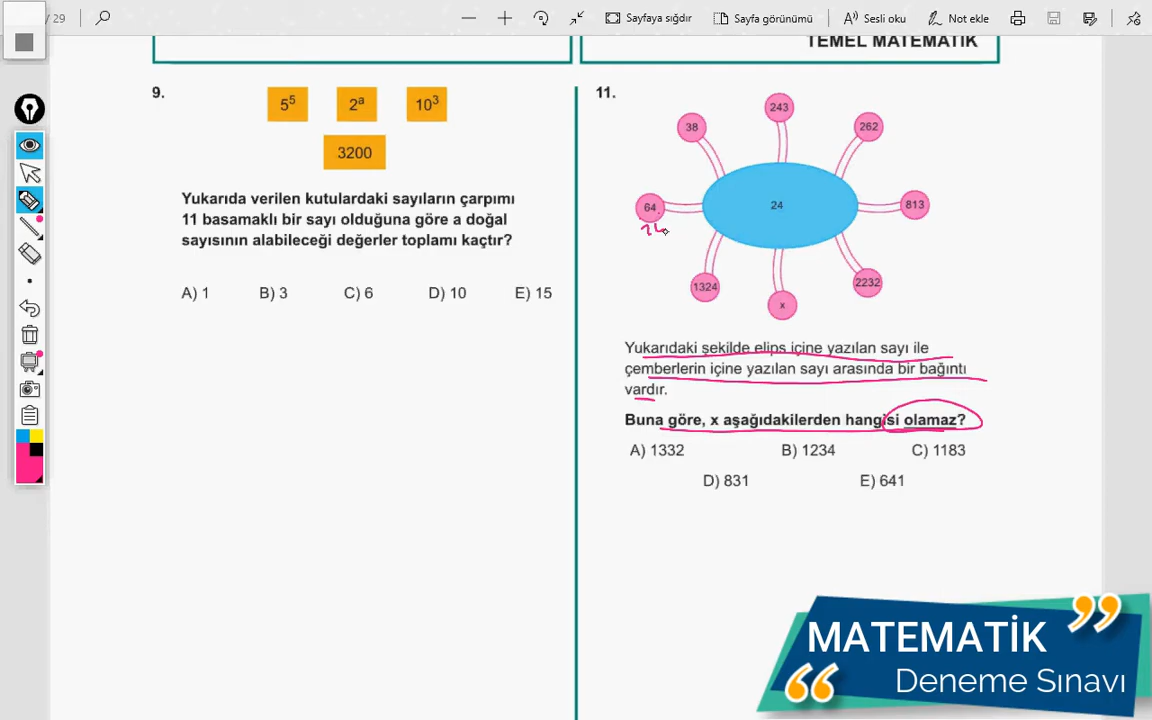 / 29
Sayfaya sığdır
Sayfa görünümü
Sesli oku
Not ekle
TEMEL MATEMATİK
9.
5⁵
2ᵃ
10³
3200
Yukarıda verilen kutulardaki sayıların çarpımı
11 basamaklı bir sayı olduğuna göre a doğal
sayısının alabileceği değerler toplamı kaçtır?
A) 1 B) 3 C) 6 D) 10 E) 15
11.
243
38
262
64
24
813
1324
2232
x
Yukarıdaki şekilde elips içine yazılan sayı ile
çemberlerin içine yazılan sayı arasında bir bağıntı
vardır.
Buna göre, x aşağıdakilerden hangisi olamaz?
A) 1332 B) 1234 C) 1183
D) 831 E) 641
MATEMATİK
Deneme Sınavı